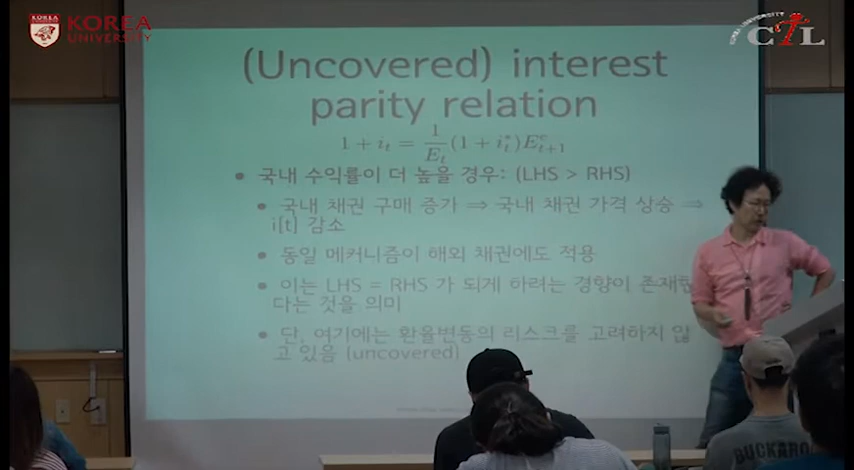 KOREA
UNIVERSITY
CTL
(Uncovered) interest
parity relation
1 + i_t = \frac{1}{E_t}(1 + i_t^*)E_{t+1}^e
• 국내 수익률이 더 높을 경우: (LHS > RHS)
• 국내 채권 구매 증가 ⇒ 국내 채권 가격 상승 ⇒
i[t] 감소
• 동일 메커니즘이 해외 채권에도 적용
• 이는 LHS = RHS 가 되게 하려는 경향이 존재한
다는 것을 의미
• 단, 여기에는 환율변동의 리스크를 고려하지 않
고 있음 (uncovered)
BUCKAROO